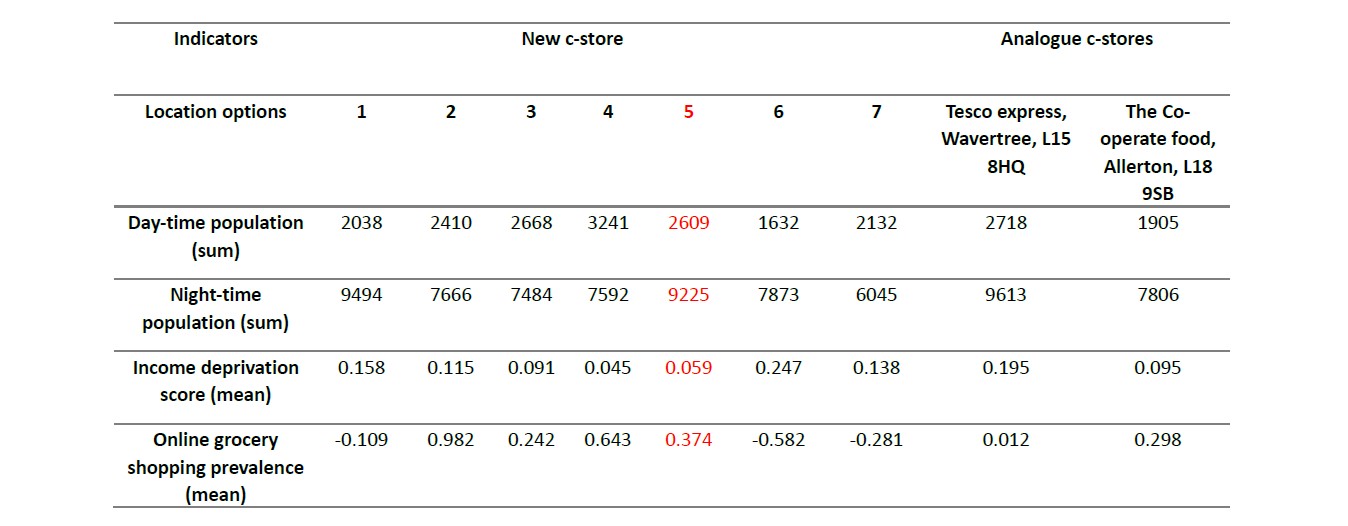 Indicators New c-store Analogue c-stores
Location options 1 2 3 4 5 6 7 Tesco express, Wavertree, L15 8HQ The Co-operate food, Allerton, L18 9SB
Day-time population (sum) 2038 2410 2668 3241 2609 1632 2132 2718 1905
Night-time population (sum) 9494 7666 7484 7592 9225 7873 6045 9613 7806
Income deprivation score (mean) 0.158 0.115 0.091 0.045 0.059 0.247 0.138 0.195 0.095
Online grocery shopping prevalence (mean) -0.109 0.982 0.242 0.643 0.374 -0.582 -0.281 0.012 0.298